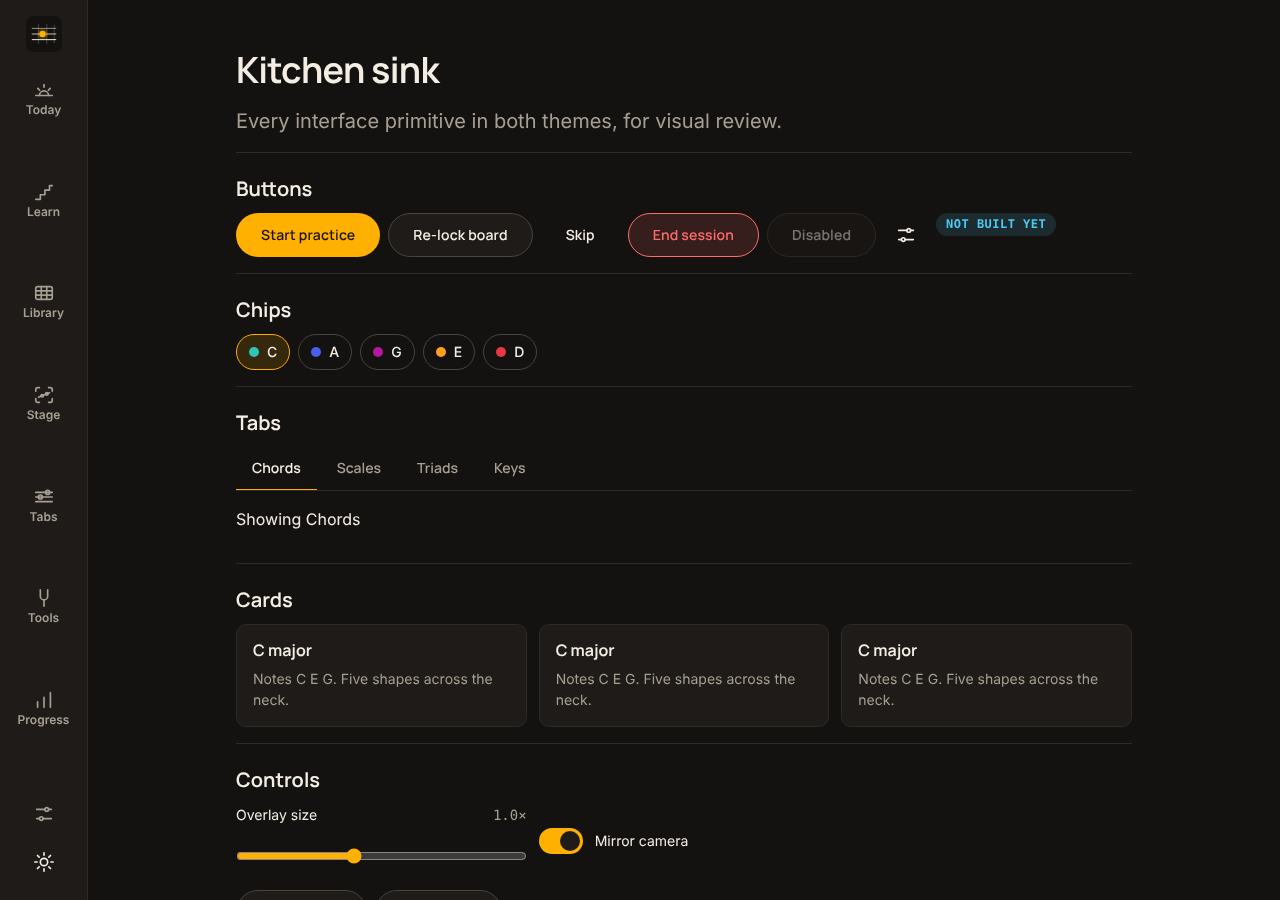 Today
Learn
Library
Stage
Tabs
Tools
Progress
Kitchen sink
Every interface primitive in both themes, for visual review.
Buttons
Start practice
Re-lock board
Skip
End session
Disabled
NOT BUILT YET
Chips
C
A
G
E
D
Tabs
Chords
Scales
Triads
Keys
Showing Chords
Cards
C major
Notes C E G. Five shapes across the
neck.
C major
Notes C E G. Five shapes across the
neck.
C major
Notes C E G. Five shapes across the
neck.
Controls
Overlay size
1.0×
Mirror camera